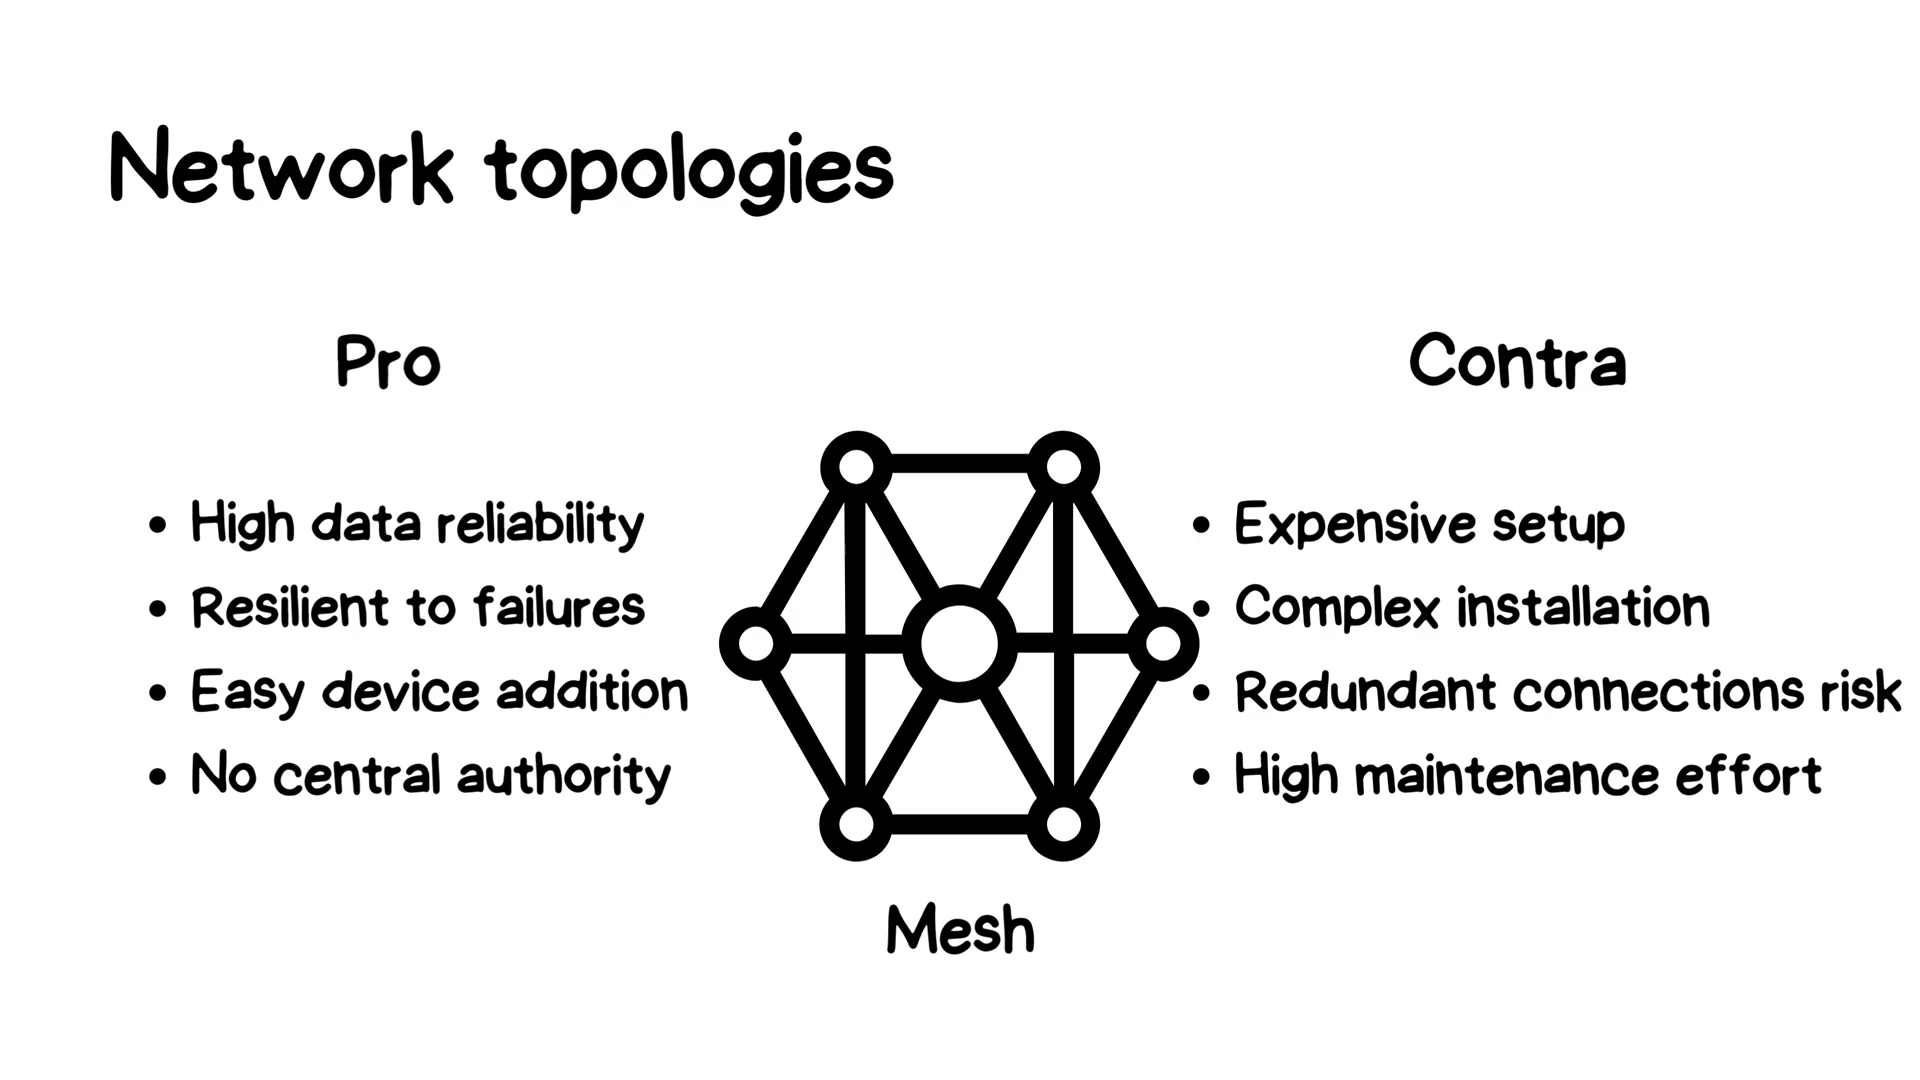 Network topologies
Pro
• High data reliability
• Resilient to failures
• Easy device addition
• No central authority
Contra
• Expensive setup
• Complex installation
• Redundant connections risk
• High maintenance effort
Mesh